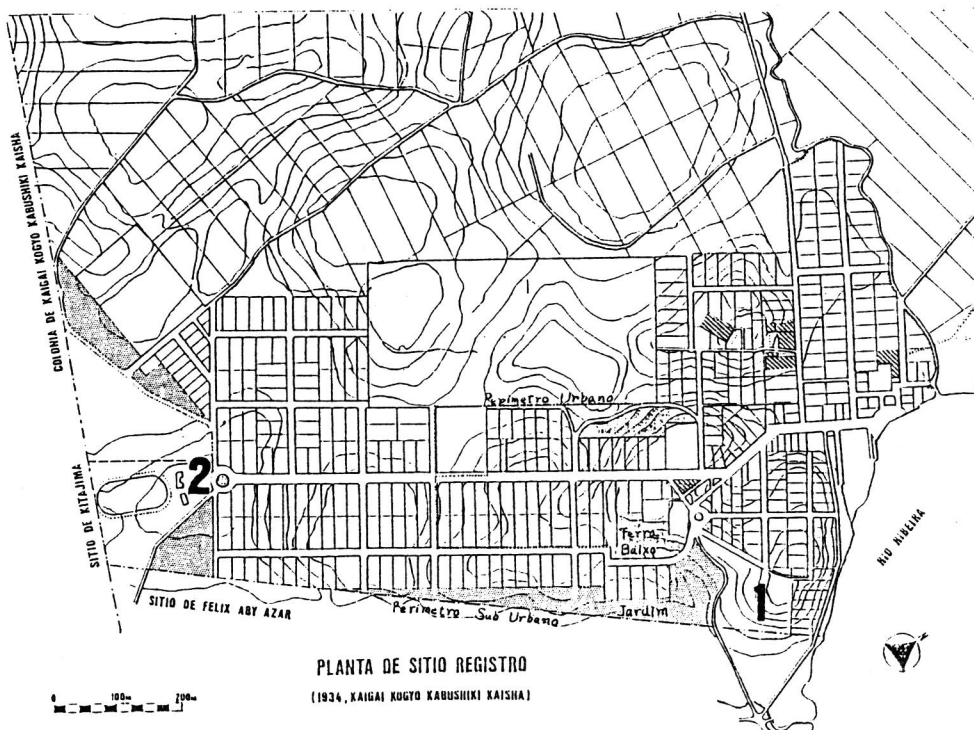 COLONIA DE KAIGAI KOGYO KABUSHIKI KAISHA
Perimetro Urbano
2
SITIO DE KITAJIMA
RIO RIBEIRA
Terra
Baixo
1
SITIO DE FELIX ABY AZAR
Perimetro Sub Urbano
Jardim
PLANTA DE SITIO REGISTRO
(1934, KAIGAI KOGYO KABUSHIKI KAISHA)
0 100m 200m